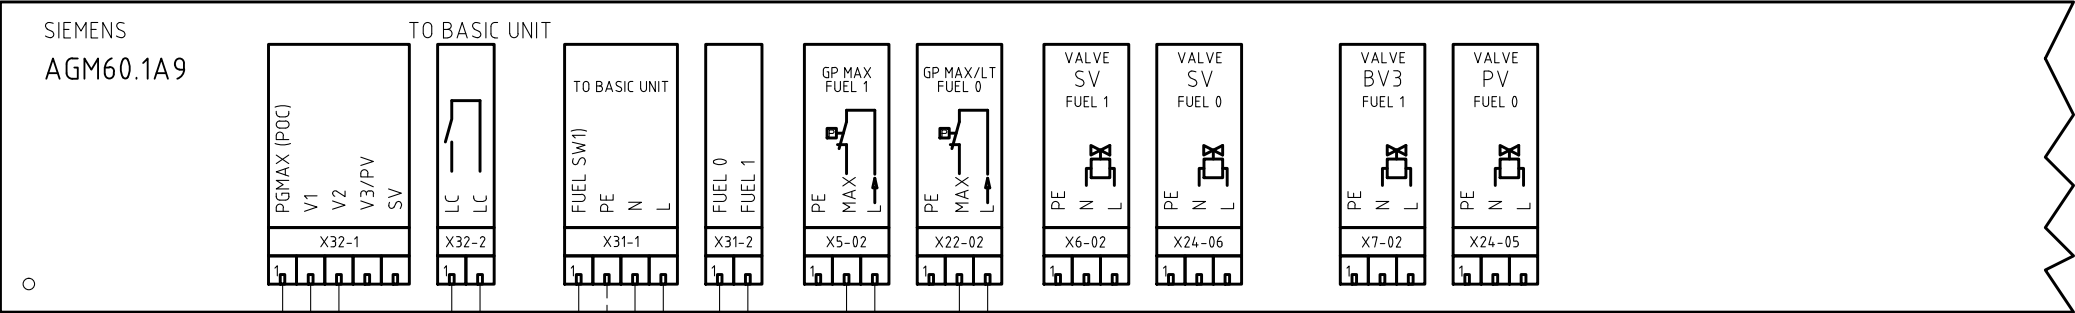 SIEMENS
AGM60.1A9
TO BASIC UNIT
PGMAX (POC)
V1
V2
V3/PV
SV
X32-1
1
LC
LC
X32-2
1
TO BASIC UNIT
FUEL SW1)
PE
N
L
X31-1
1
FUEL 0
FUEL 1
X31-2
1
GP MAX
FUEL 1
P
PE
MAX
L
X5-02
1
GP MAX/LT
FUEL 0
P
PE
MAX
L
X22-02
1
VALVE
SV
FUEL 1
PE
N
L
X6-02
1
VALVE
SV
FUEL 0
PE
N
L
X24-06
1
VALVE
BV3
FUEL 1
PE
N
L
X7-02
1
VALVE
PV
FUEL 0
PE
N
L
X24-05
1